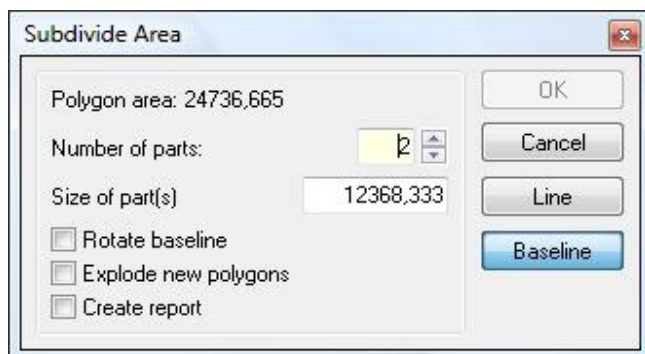 Subdivide Area
Polygon area: 24736,665
Number of parts: 2
Size of part(s) 12368,333
Rotate baseline
Explode new polygons
Create report
OK
Cancel
Line
Baseline